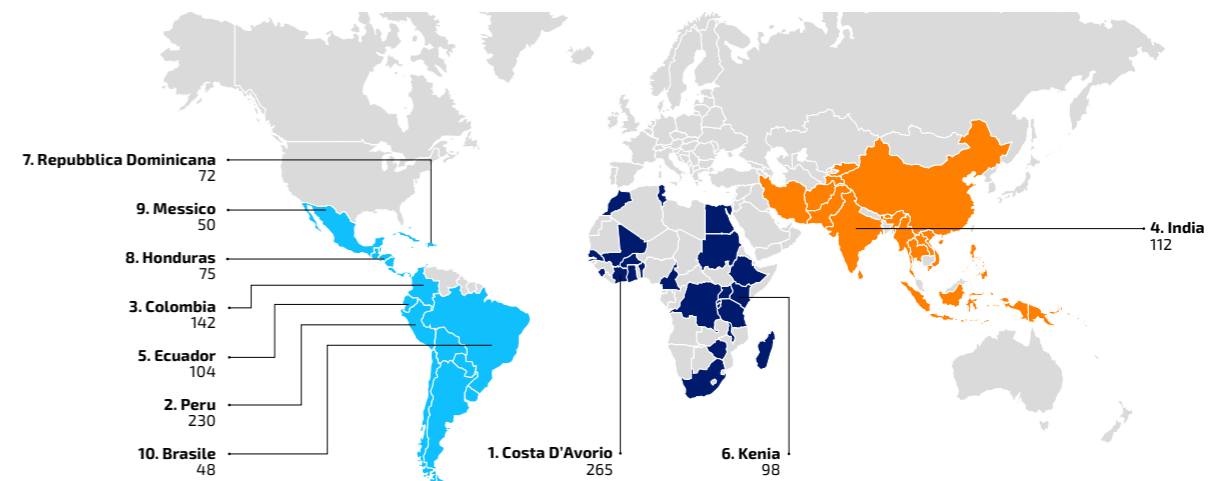 7. Repubblica Dominicana
72
9. Messico
50
8. Honduras
75
3. Colombia
142
5. Ecuador
104
2. Peru
230
10. Brasile
48
1. Costa D'Avorio
265
6. Kenia
98
4. India
112